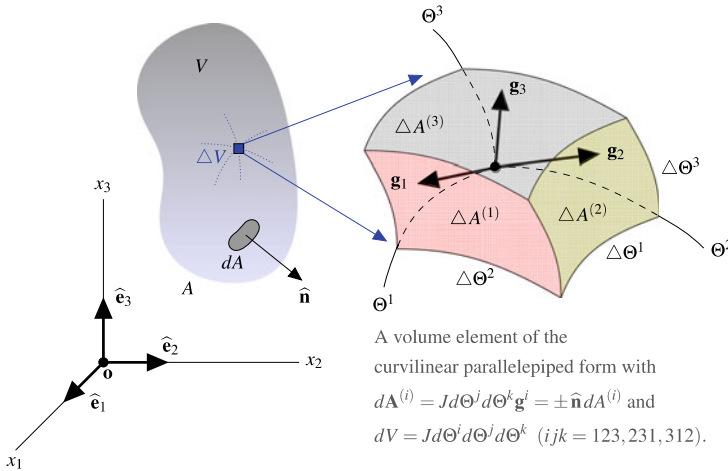 Θ³
V
g₃
△A⁽³⁾
△V
g₂
g₁
△Θ³
x₃
△A⁽¹⁾
△A⁽²⁾
△Θ¹
Θ²
dA
△Θ²
A
n̂
Θ¹
ê₃
ê₂
o
x₂
ê₁
x₁
A volume element of the
curvilinear parallelepiped form with
d𝐀⁽ⁱ⁾ = JdΘʲdΘᵏgⁱ = ±n̂dA⁽ⁱ⁾ and
dV = JdΘⁱdΘʲdΘᵏ (ijk = 123,231,312).